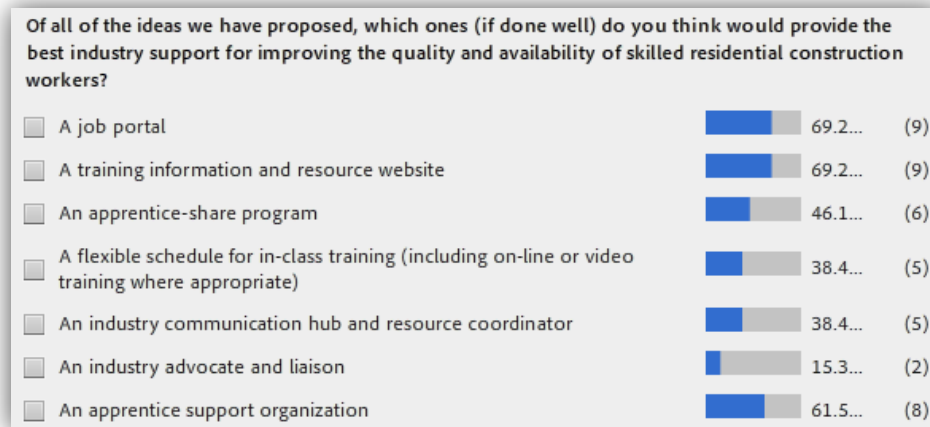 Of all of the ideas we have proposed, which ones (if done well) do you think would provide the
best industry support for improving the quality and availability of skilled residential construction
workers?
A job portal 69.2... (9)
A training information and resource website 69.2... (9)
An apprentice-share program 46.1... (6)
A flexible schedule for in-class training (including on-line or video
training where appropriate) 38.4... (5)
An industry communication hub and resource coordinator 38.4... (5)
An industry advocate and liaison 15.3... (2)
An apprentice support organization 61.5... (8)